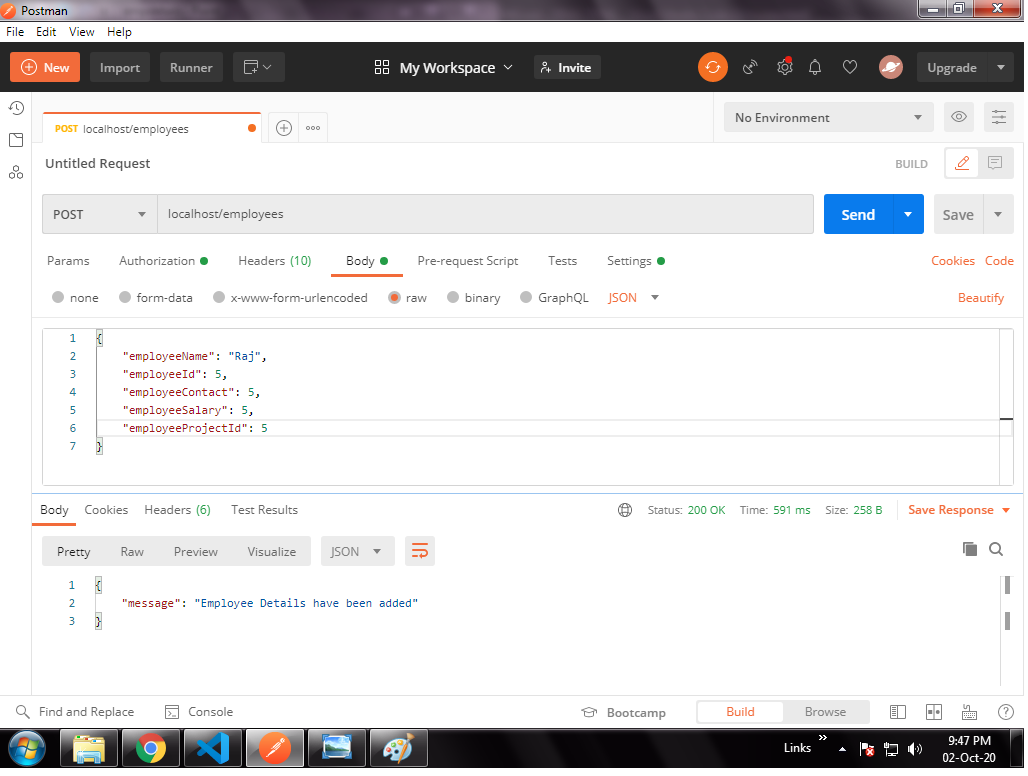 Postman
File Edit View Help
New Import Runner My Workspace Invite Upgrade
POST localhost/employees No Environment
Untitled Request BUILD
POST localhost/employees Send Save
Params Authorization Headers (10) Body Pre-request Script Tests Settings Cookies Code
none form-data x-www-form-urlencoded raw binary GraphQL JSON Beautify
1 {
2 "employeeName": "Raj",
3 "employeeId": 5,
4 "employeeContact": 5,
5 "employeeSalary": 5,
6 "employeeProjectId": 5
7 }
Body Cookies Headers (6) Test Results Status: 200 OK Time: 591 ms Size: 258 B Save Response
Pretty Raw Preview Visualize JSON
1 {
2 "message": "Employee Details have been added"
3 }
Find and Replace Console Bootcamp Build Browse
Links » 9:47 PM
02-Oct-20